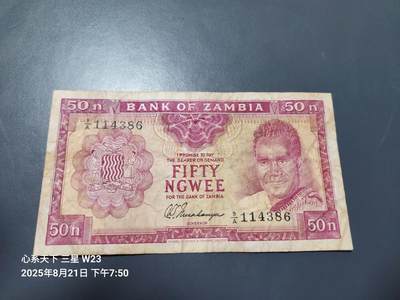 50 n BANK OF ZAMBIA 50 n
5/A 114386
I PROMISE TO PAY
THE BEARER ON DEMAND
FIFTY
NGWEE
FOR THE BANK OF ZAMBIA
5/A 114386
GOVERNOR
50 n 50 n
心系天下 三星 W23
2025年8月21日 下午7:50